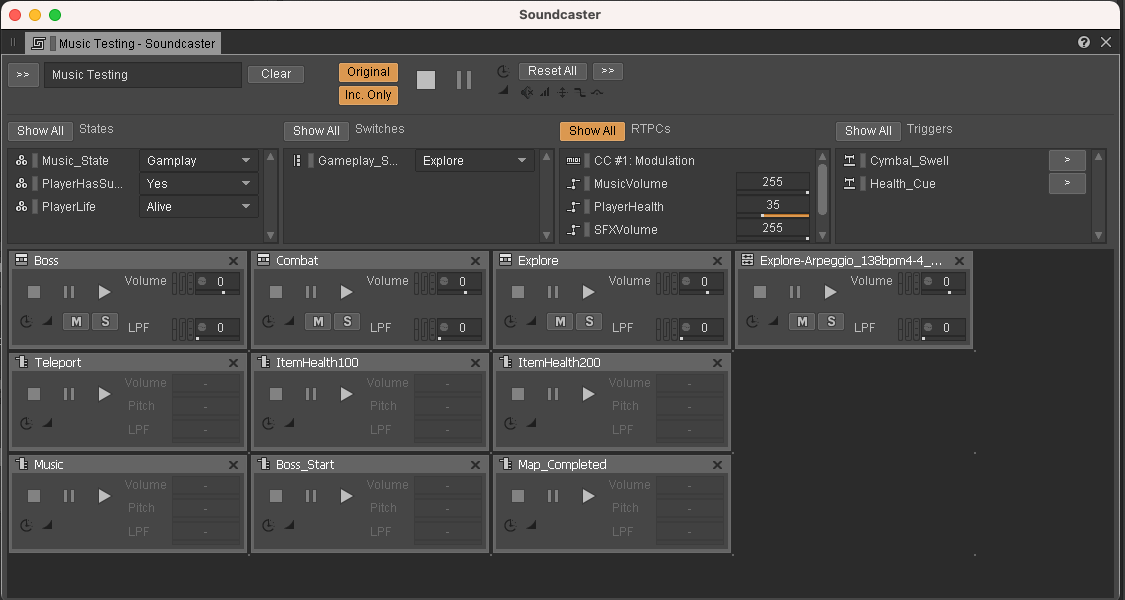 Soundcaster
Music Testing - Soundcaster
>> Music Testing Clear Original Reset All >>
Inc. Only
Show All States Show All Switches Show All RTPCs Show All Triggers
Music_State Gamplay Gameplay_S... Explore CC #1: Modulation Cymbal_Swell >
PlayerHasSu... Yes MusicVolume 255 Health_Cue >
PlayerLife Alive PlayerHealth 35
SFXVolume 255
Boss Combat Explore Explore-Arpeggio_138bpm4-4_...
Volume 0 Volume 0 Volume 0 Volume 0
M S LPF 0 M S LPF 0 M S LPF 0 M S LPF 0
Teleport ItemHealth100 ItemHealth200
Volume - Volume - Volume -
Pitch - Pitch - Pitch -
LPF - LPF - LPF -
Music Boss_Start Map_Completed
Volume - Volume - Volume -
Pitch - Pitch - Pitch -
LPF - LPF - LPF -